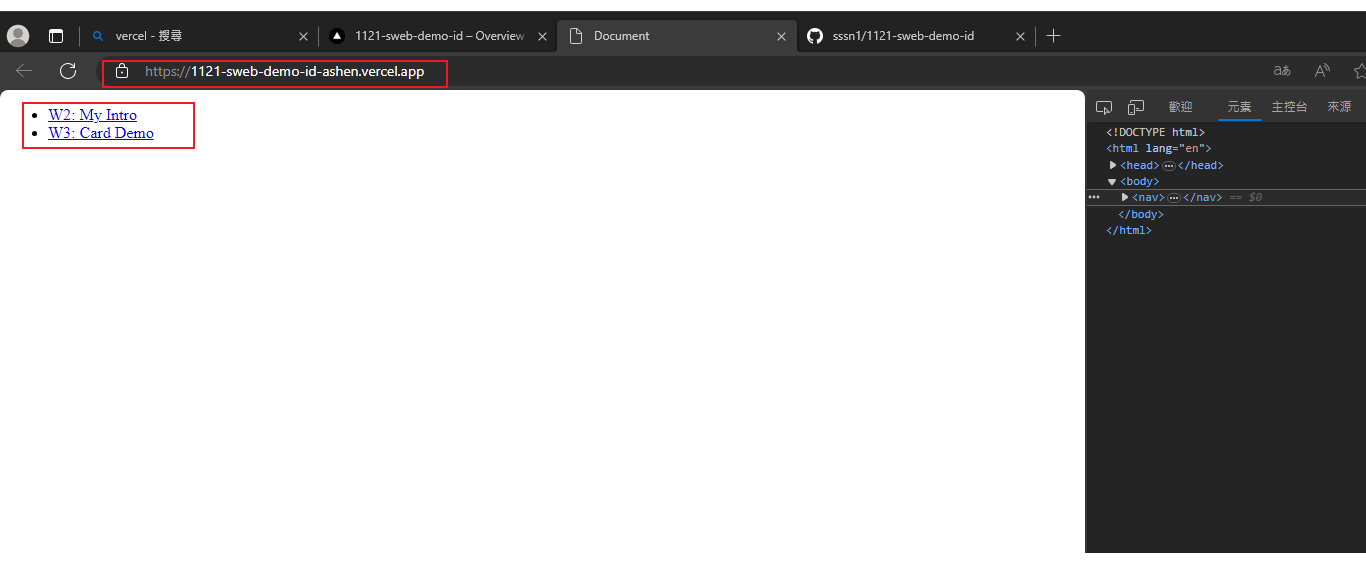 vercel - 搜尋
1121-sweb-demo-id – Overview
Document
sssn1/1121-sweb-demo-id
https://1121-sweb-demo-id-ashen.vercel.app
aあ
A
W2: My Intro
W3: Card Demo
歡迎
元素
主控台
來源
<!DOCTYPE html>
<html lang="en">
<head>…</head>
<body>
<nav>…</nav> == $0
</body>
</html>